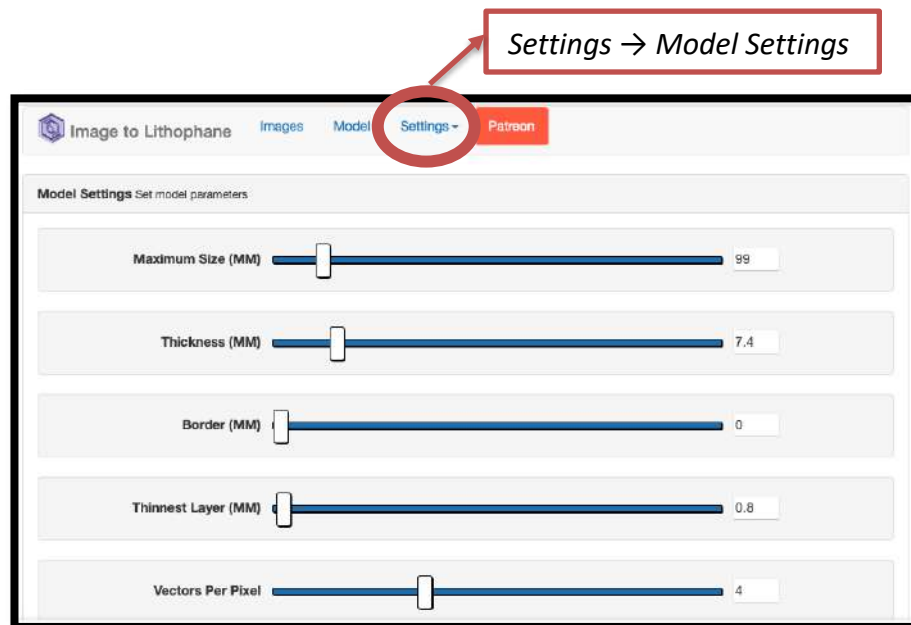 Settings → Model Settings
Image to Lithophane Images Model Settings Patreon
Model Settings Set model parameters
Maximum Size (MM) 99
Thickness (MM) 7.4
Border (MM) 0
Thinnest Layer (MM) 0.8
Vectors Per Pixel 4